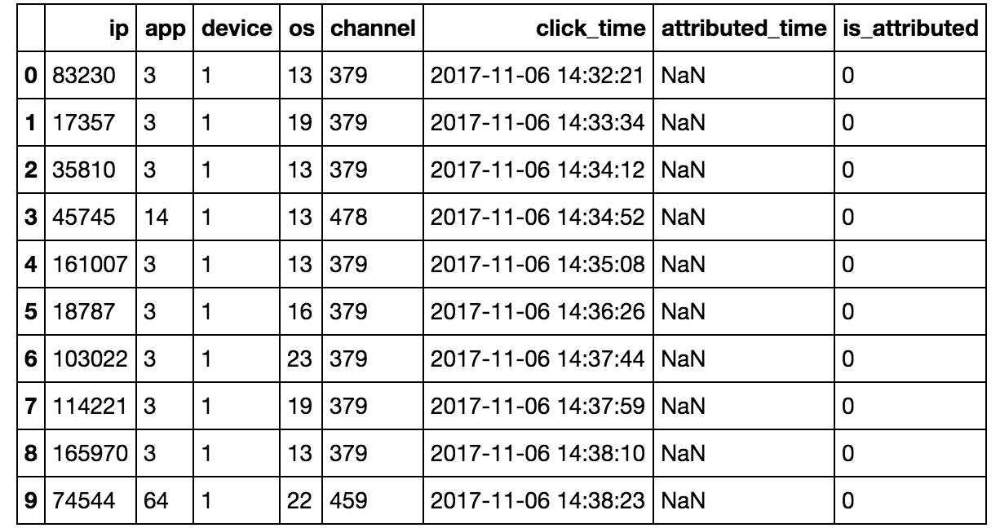 ip app device os channel click_time attributed_time is_attributed
0 83230 3 1 13 379 2017-11-06 14:32:21 NaN 0
1 17357 3 1 19 379 2017-11-06 14:33:34 NaN 0
2 35810 3 1 13 379 2017-11-06 14:34:12 NaN 0
3 45745 14 1 13 478 2017-11-06 14:34:52 NaN 0
4 161007 3 1 13 379 2017-11-06 14:35:08 NaN 0
5 18787 3 1 16 379 2017-11-06 14:36:26 NaN 0
6 103022 3 1 23 379 2017-11-06 14:37:44 NaN 0
7 114221 3 1 19 379 2017-11-06 14:37:59 NaN 0
8 165970 3 1 13 379 2017-11-06 14:38:10 NaN 0
9 74544 64 1 22 459 2017-11-06 14:38:23 NaN 0